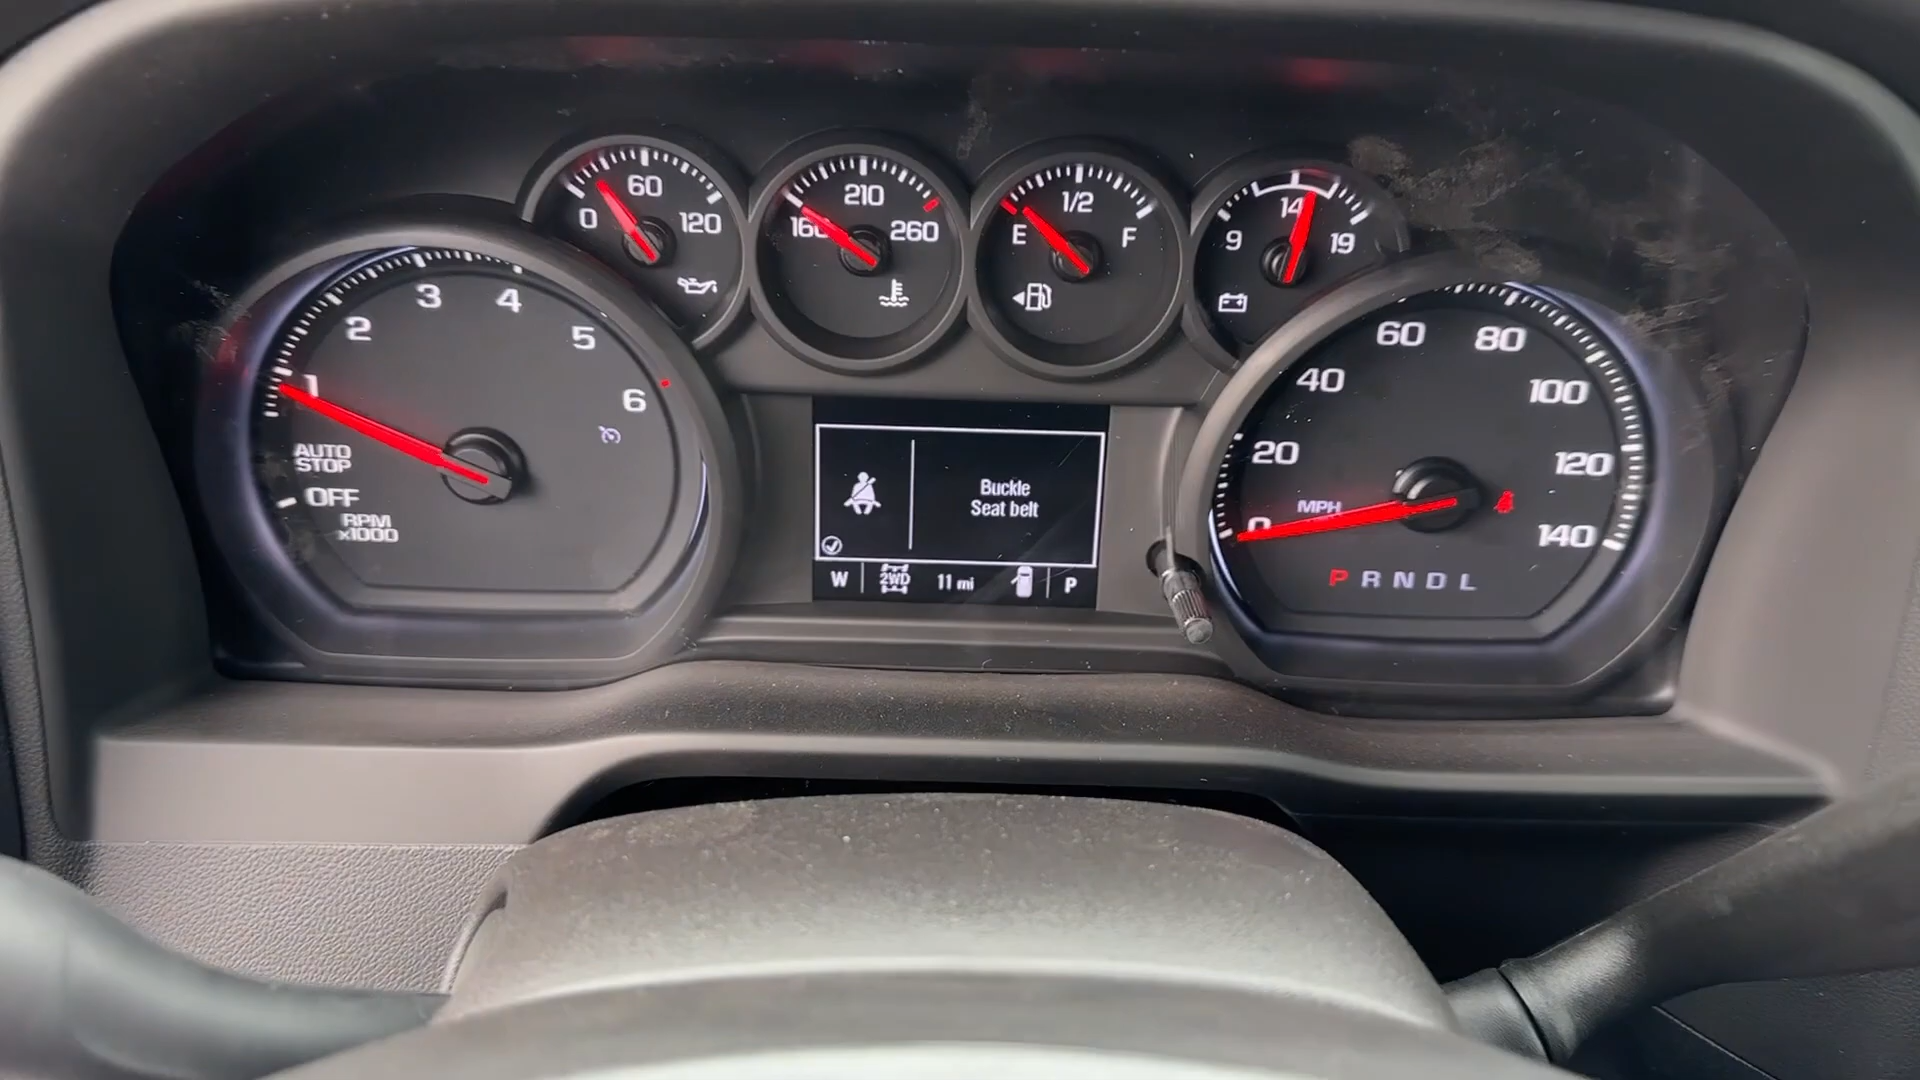 0 60 120
160 210 260
E 1/2 F
9 14 19
1 2 3 4 5 6
AUTO
STOP
OFF
RPM
x1000
Buckle
Seat belt
W 2WD 11 mi P
0 20 40 60 80 100 120 140
MPH
P R N D L